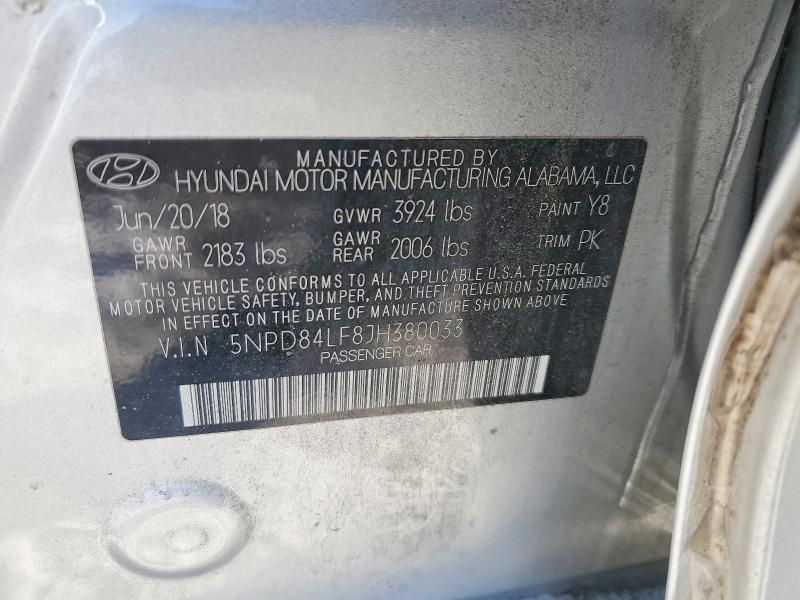 MANUFACTURED BY
HYUNDAI MOTOR MANUFACTURING ALABAMA, LLC
Jun/20/18 GVWR 3924 lbs PAINT Y8
GAWR FRONT 2183 lbs GAWR REAR 2006 lbs TRIM PK
THIS VEHICLE CONFORMS TO ALL APPLICABLE U.S.A. FEDERAL
MOTOR VEHICLE SAFETY, BUMPER, AND THEFT PREVENTION STANDARDS
IN EFFECT ON THE DATE OF MANUFACTURE SHOWN ABOVE
V.I.N 5NPD84LF8JH380033
PASSENGER CAR